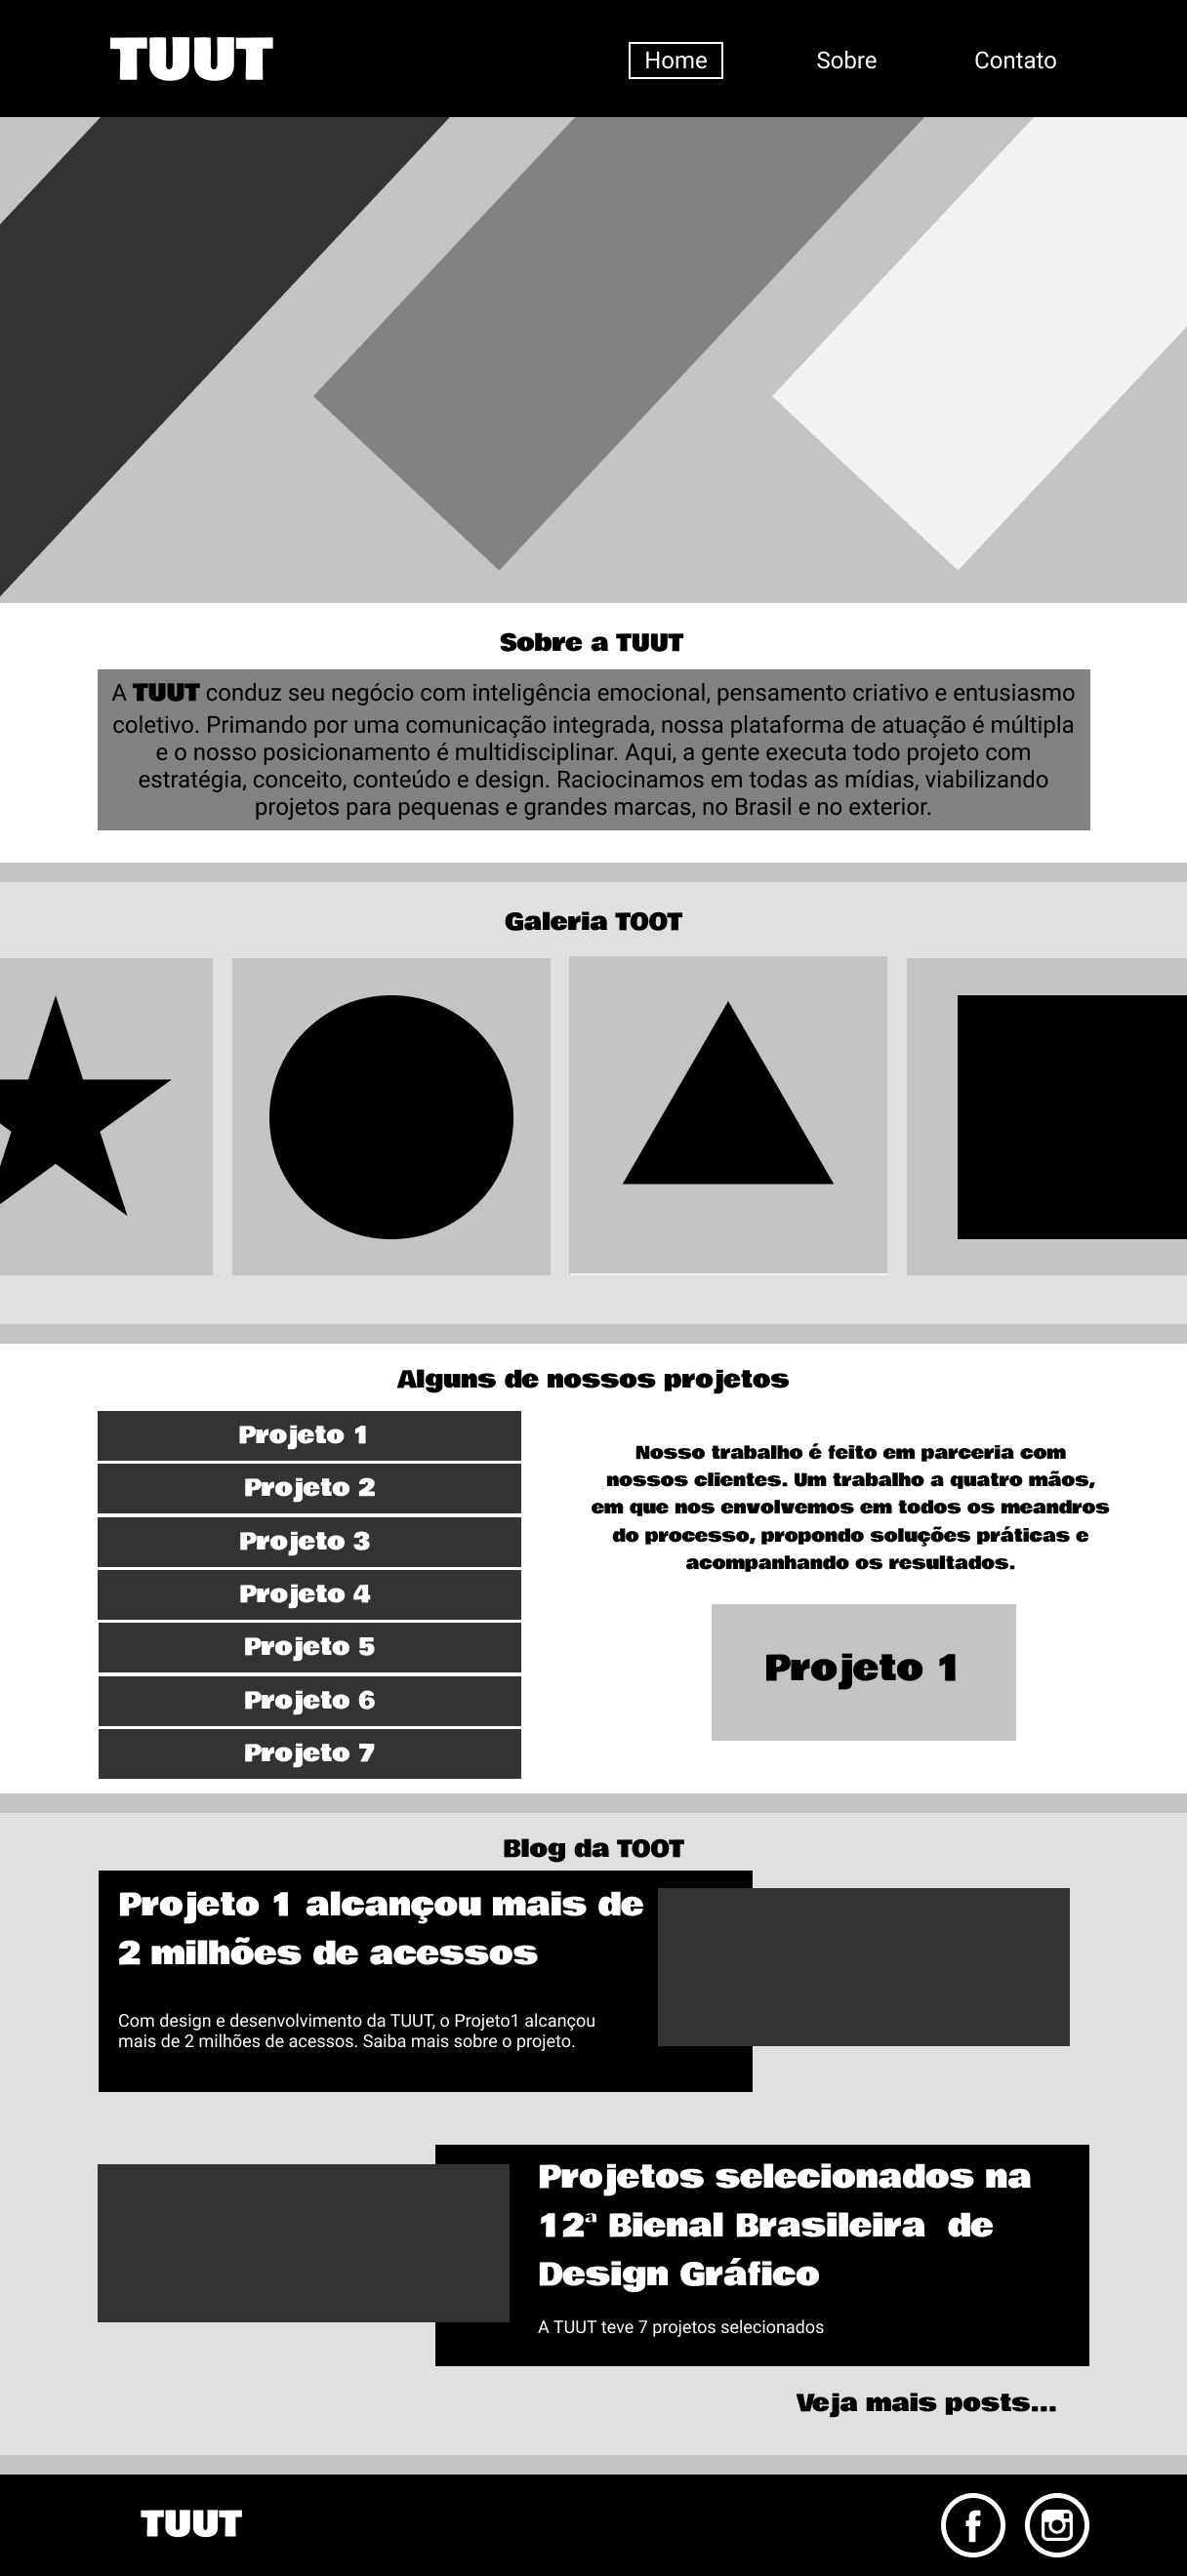 TUUT
Home
Sobre
Contato
Sobre a TUUT
A TUUT conduz seu negócio com inteligência emocional, pensamento criativo e entusiasmo
coletivo. Primando por uma comunicação integrada, nossa plataforma de atuação é múltipla
e o nosso posicionamento é multidisciplinar. Aqui, a gente executa todo projeto com
estratégia, conceito, conteúdo e design. Raciocinamos em todas as mídias, viabilizando
projetos para pequenas e grandes marcas, no Brasil e no exterior.
Galeria TOOT
Alguns de nossos projetos
Projeto 1
Projeto 2
Projeto 3
Projeto 4
Projeto 5
Projeto 6
Projeto 7
Nosso trabalho é feito em parceria com
nossos clientes. Um trabalho a quatro mãos,
em que nos envolvemos em todos os meandros
do processo, propondo soluções práticas e
acompanhando os resultados.
Projeto 1
Blog da TOOT
Projeto 1 alcançou mais de
2 milhões de acessos
Com design e desenvolvimento da TUUT, o Projeto1 alcançou
mais de 2 milhões de acessos. Saiba mais sobre o projeto.
Projetos selecionados na
12ª Bienal Brasileira de
Design Gráfico
A TUUT teve 7 projetos selecionados
Veja mais posts...
TUUT